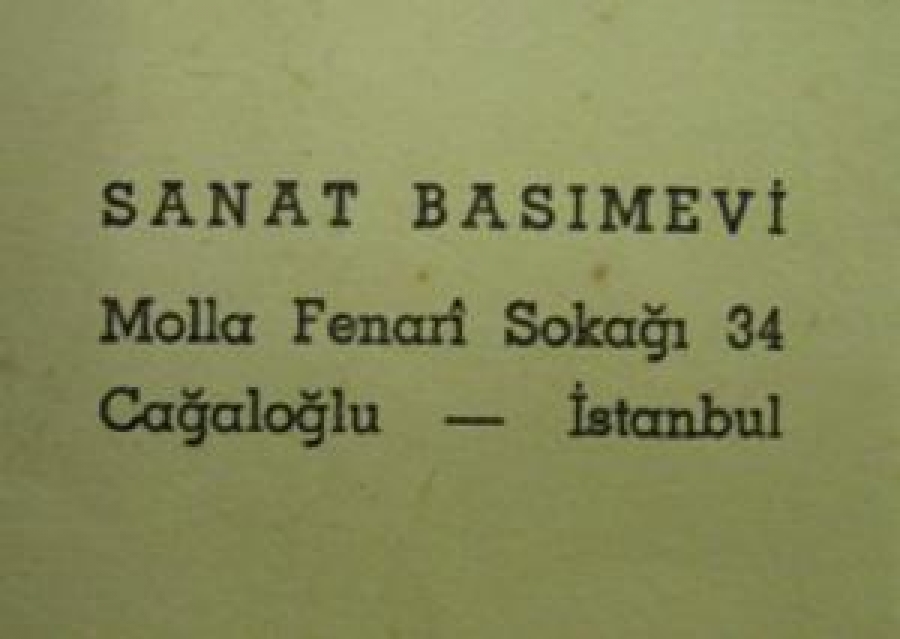 SANAT BASIMEVİ
Molla Fenarî Sokağı 34
Cağaloğlu — İstanbul